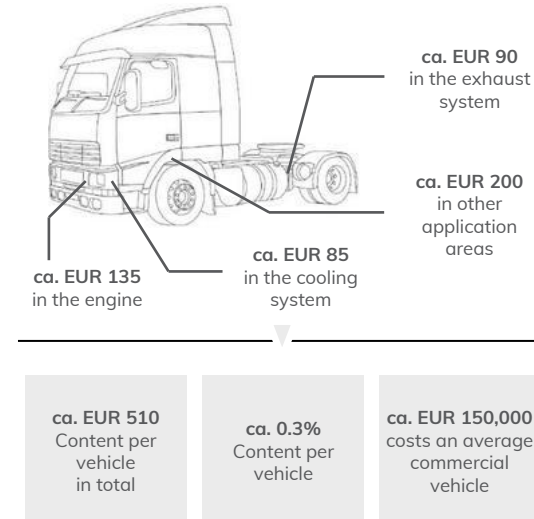 ca. EUR 90
in the exhaust
system
ca. EUR 200
in other
application
areas
ca. EUR 85
in the cooling
system
ca. EUR 135
in the engine
ca. EUR 510
Content per
vehicle
in total
ca. 0.3%
Content per
vehicle
ca. EUR 150,000
costs an average
commercial
vehicle